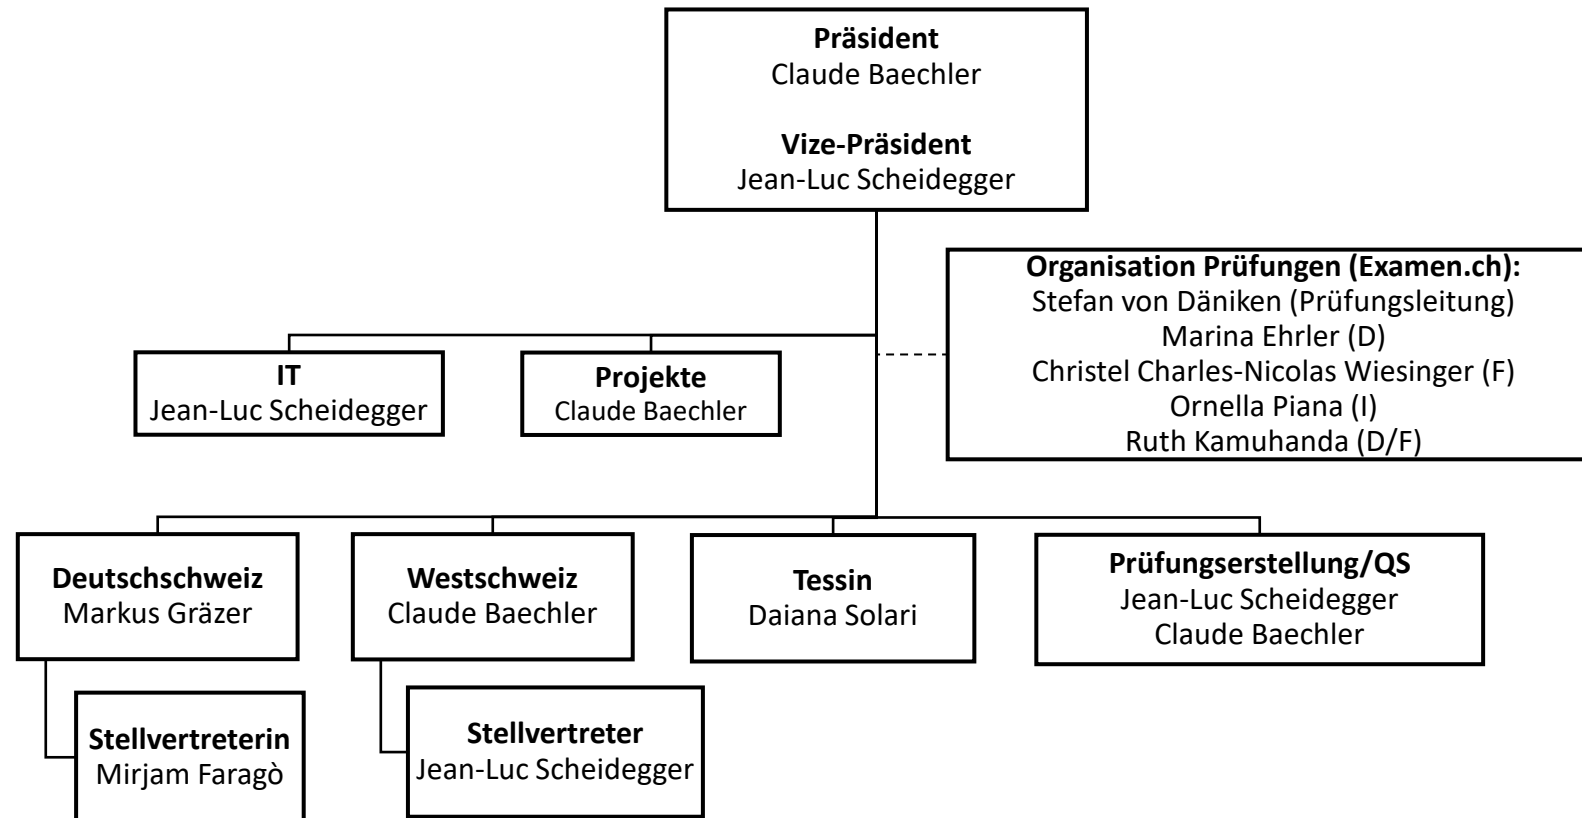 Präsident
Claude Baechler
Vize-Präsident
Jean-Luc Scheidegger
Organisation Prüfungen (Examen.ch):
Stefan von Däniken (Prüfungsleitung)
Marina Ehrler (D)
Christel Charles-Nicolas Wiesinger (F)
Ornella Piana (I)
Ruth Kamuhanda (D/F)
IT
Jean-Luc Scheidegger
Projekte
Claude Baechler
Deutschschweiz
Markus Gräzer
Westschweiz
Claude Baechler
Tessin
Daiana Solari
Prüfungserstellung/QS
Jean-Luc Scheidegger
Claude Baechler
Stellvertreterin
Mirjam Faragò
Stellvertreter
Jean-Luc Scheidegger